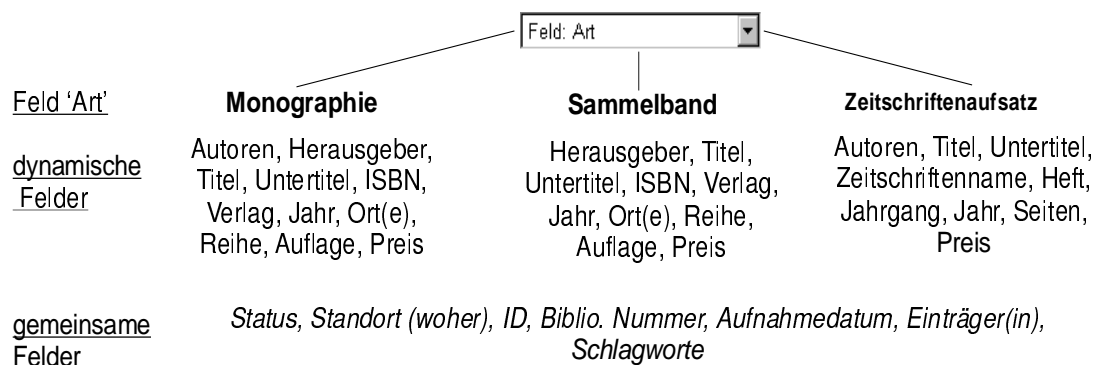 Feld: Art
Feld ‘Art’
Monographie
Sammelband
Zeitschriftenaufsatz
dynamische
Felder
Autoren, Herausgeber,
Titel, Untertitel, ISBN,
Verlag, Jahr, Ort(e),
Reihe, Auflage, Preis
Herausgeber, Titel,
Untertitel, ISBN, Verlag,
Jahr, Ort(e), Reihe,
Auflage, Preis
Autoren, Titel, Untertitel,
Zeitschriftenname, Heft,
Jahrgang, Jahr, Seiten,
Preis
gemeinsame
Felder
Status, Standort (woher), ID, Biblio. Nummer, Aufnahmedatum, Einträger(in),
Schlagworte